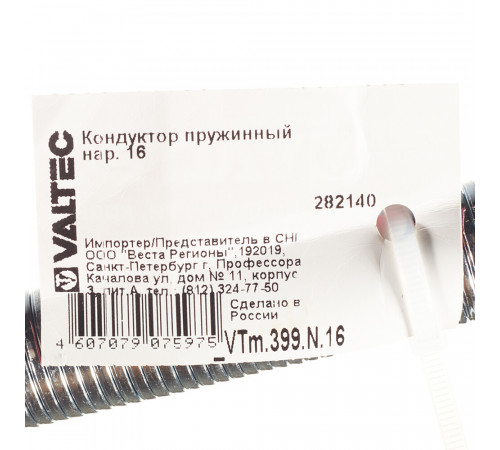 VALTEC
Кондуктор пружинный
нар. 16
282140
Импортер/Представитель в СНГ
ООО "Веста Регионы",192019,
Санкт-Петербург г, Профессора
Качалова ул, дом № 11, корпус
3, лит А, тел.: (812) 324-77-50
Сделано в
России
4 607079 075975
VTm.399.N.16